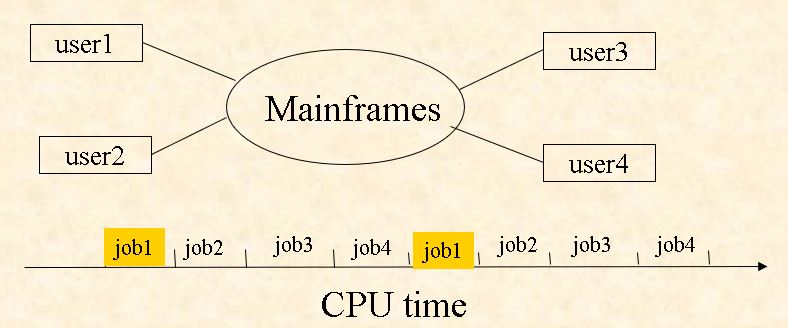 user1
user3
Mainframes
user2
user4
job1 job2 job3 job4 job1 job2 job3 job4
CPU time